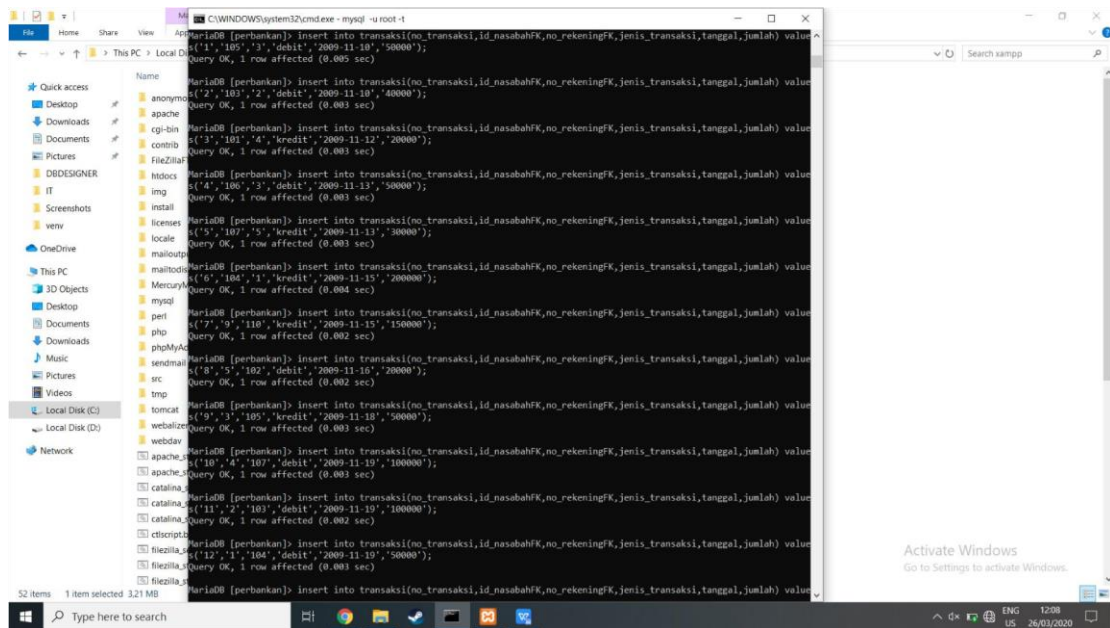 C:\WINDOWS\system32\cmd.exe - mysql -u root -t
File Home Share View
This PC > Local Di
Search xampp
Name
Quick access
Desktop
Downloads
Documents
Pictures
DBDESIGNER
IT
Screenshots
venv
OneDrive
This PC
3D Objects
Desktop
Documents
Downloads
Music
Pictures
Videos
Local Disk (C:)
Local Disk (D:)
Network
anonymo
apache
cgi-bin
contrib
FileZillaF
htdocs
img
install
licenses
locale
mailoutp
mailtodis
MercuryM
mysql
perl
php
phpMyAd
sendmail
src
tmp
tomcat
webalizer
webdav
apache_st
apache_st
catalina_s
catalina_s
catalina_s
ctlscript.b
filezilla_se
filezilla_st
filezilla_st
MariaDB [perbankan]> insert into transaksi(no_transaksi,id_nasabahFK,no_rekeningFK,jenis_transaksi,tanggal,jumlah) value
s('1','105','3','debit','2009-11-10','50000');
Query OK, 1 row affected (0.005 sec)
MariaDB [perbankan]> insert into transaksi(no_transaksi,id_nasabahFK,no_rekeningFK,jenis_transaksi,tanggal,jumlah) value
s('2','103','2','debit','2009-11-10','40000');
Query OK, 1 row affected (0.003 sec)
MariaDB [perbankan]> insert into transaksi(no_transaksi,id_nasabahFK,no_rekeningFK,jenis_transaksi,tanggal,jumlah) value
s('3','101','4','kredit','2009-11-12','20000');
Query OK, 1 row affected (0.003 sec)
MariaDB [perbankan]> insert into transaksi(no_transaksi,id_nasabahFK,no_rekeningFK,jenis_transaksi,tanggal,jumlah) value
s('4','106','3','debit','2009-11-13','50000');
Query OK, 1 row affected (0.003 sec)
MariaDB [perbankan]> insert into transaksi(no_transaksi,id_nasabahFK,no_rekeningFK,jenis_transaksi,tanggal,jumlah) value
s('5','107','5','kredit','2009-11-13','30000');
Query OK, 1 row affected (0.003 sec)
MariaDB [perbankan]> insert into transaksi(no_transaksi,id_nasabahFK,no_rekeningFK,jenis_transaksi,tanggal,jumlah) value
s('6','104','1','kredit','2009-11-15','200000');
Query OK, 1 row affected (0.004 sec)
MariaDB [perbankan]> insert into transaksi(no_transaksi,id_nasabahFK,no_rekeningFK,jenis_transaksi,tanggal,jumlah) value
s('7','9','110','kredit','2009-11-15','150000');
Query OK, 1 row affected (0.002 sec)
MariaDB [perbankan]> insert into transaksi(no_transaksi,id_nasabahFK,no_rekeningFK,jenis_transaksi,tanggal,jumlah) value
s('8','5','102','debit','2009-11-16','20000');
Query OK, 1 row affected (0.002 sec)
MariaDB [perbankan]> insert into transaksi(no_transaksi,id_nasabahFK,no_rekeningFK,jenis_transaksi,tanggal,jumlah) value
s('9','3','105','kredit','2009-11-18','50000');
Query OK, 1 row affected (0.003 sec)
MariaDB [perbankan]> insert into transaksi(no_transaksi,id_nasabahFK,no_rekeningFK,jenis_transaksi,tanggal,jumlah) value
s('10','4','107','debit','2009-11-19','100000');
Query OK, 1 row affected (0.003 sec)
MariaDB [perbankan]> insert into transaksi(no_transaksi,id_nasabahFK,no_rekeningFK,jenis_transaksi,tanggal,jumlah) value
s('11','2','103','debit','2009-11-19','100000');
Query OK, 1 row affected (0.002 sec)
MariaDB [perbankan]> insert into transaksi(no_transaksi,id_nasabahFK,no_rekeningFK,jenis_transaksi,tanggal,jumlah) value
s('12','1','104','debit','2009-11-19','50000');
Query OK, 1 row affected (0.003 sec)
MariaDB [perbankan]> insert into transaksi(no_transaksi,id_nasabahFK,no_rekeningFK,jenis_transaksi,tanggal,jumlah) value
Activate Windows
Go to Settings to activate Windows.
52 items 1 item selected 3,21 MB
Type here to search
ENG 12:08
US 26/03/2020